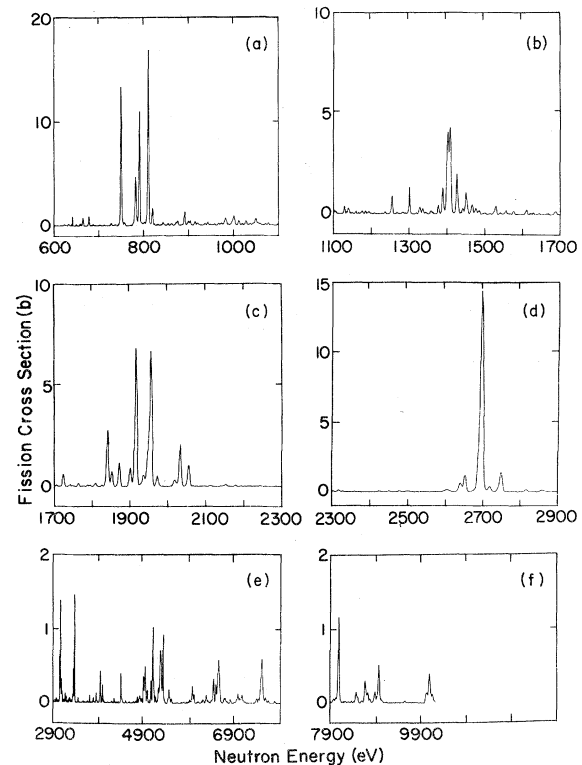 20
10
0
(a)
600 800 1000
10
5
0
(b)
1100 1300 1500 1700
10
5
0
(c)
1700 1900 2100 2300
15
10
5
0
(d)
2300 2500 2700 2900
2
1
0
(e)
2900 4900 6900
2
1
0
(f)
7900 9900
Fission Cross Section (b)
Neutron Energy (eV)